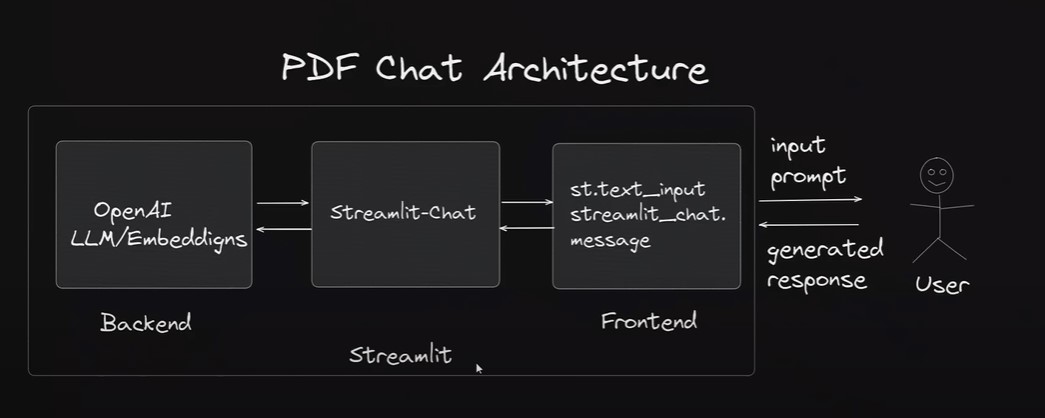 PDF Chat Architecture
OpenAI
LLM/Embeddigns
Backend
Streamlit-Chat
st.text_input
streamlit_chat.
message
Frontend
Streamlit
input
prompt
generated
response
User